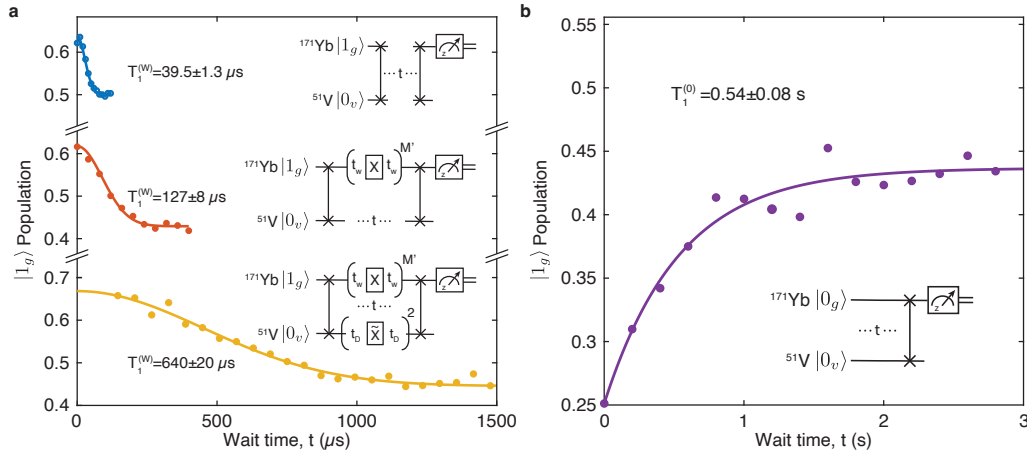 a
0.6
0.5
0.6
0.5
0.4
0.7
0.6
0.5
0.4
|1g⟩ Population
0
500
1000
1500
Wait time, t (µs)
T1(W)=39.5±1.3 µs
171Yb |1g⟩
···t···
51V |0v⟩
z
T1(W)=127±8 µs
171Yb |1g⟩
(tw X tw)M'
··· t ···
51V |0v⟩
z
T1(W)=640±20 µs
171Yb |1g⟩
(tw X tw)M'
··· t ···
51V |0v⟩
(tD X̃ tD)2
z
b
0.55
0.5
0.45
0.4
0.35
0.3
0.25
|1g⟩ Population
0
1
2
3
Wait time, t (s)
T1(0)=0.54±0.08 s
171Yb |0g⟩
···t···
51V |0v⟩
z